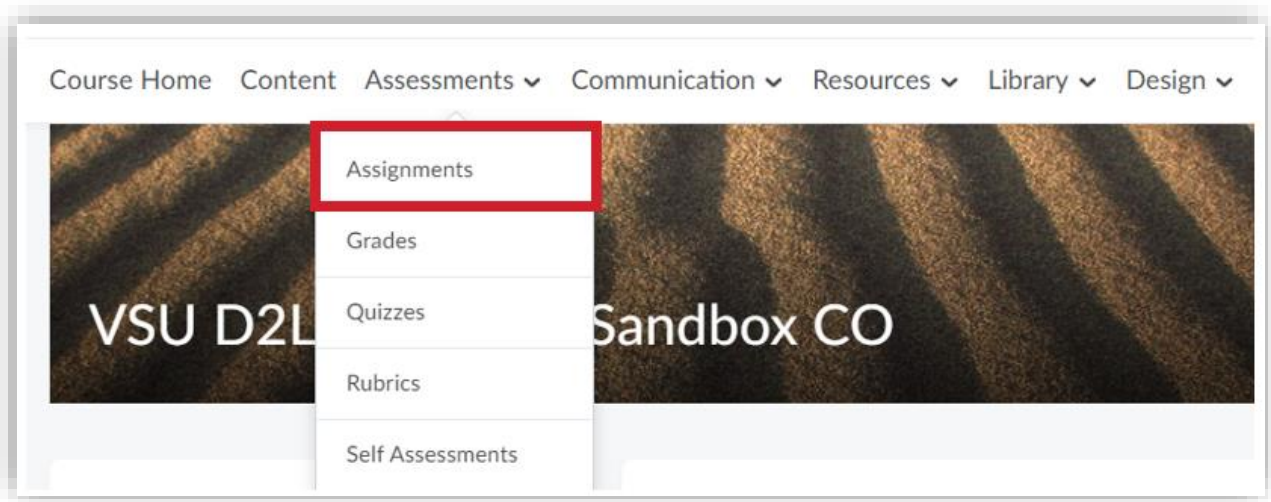 Course Home Content Assessments Communication Resources Library Design
Assignments
Grades
Quizzes
VSU D2L Sandbox CO
Rubrics
Self Assessments